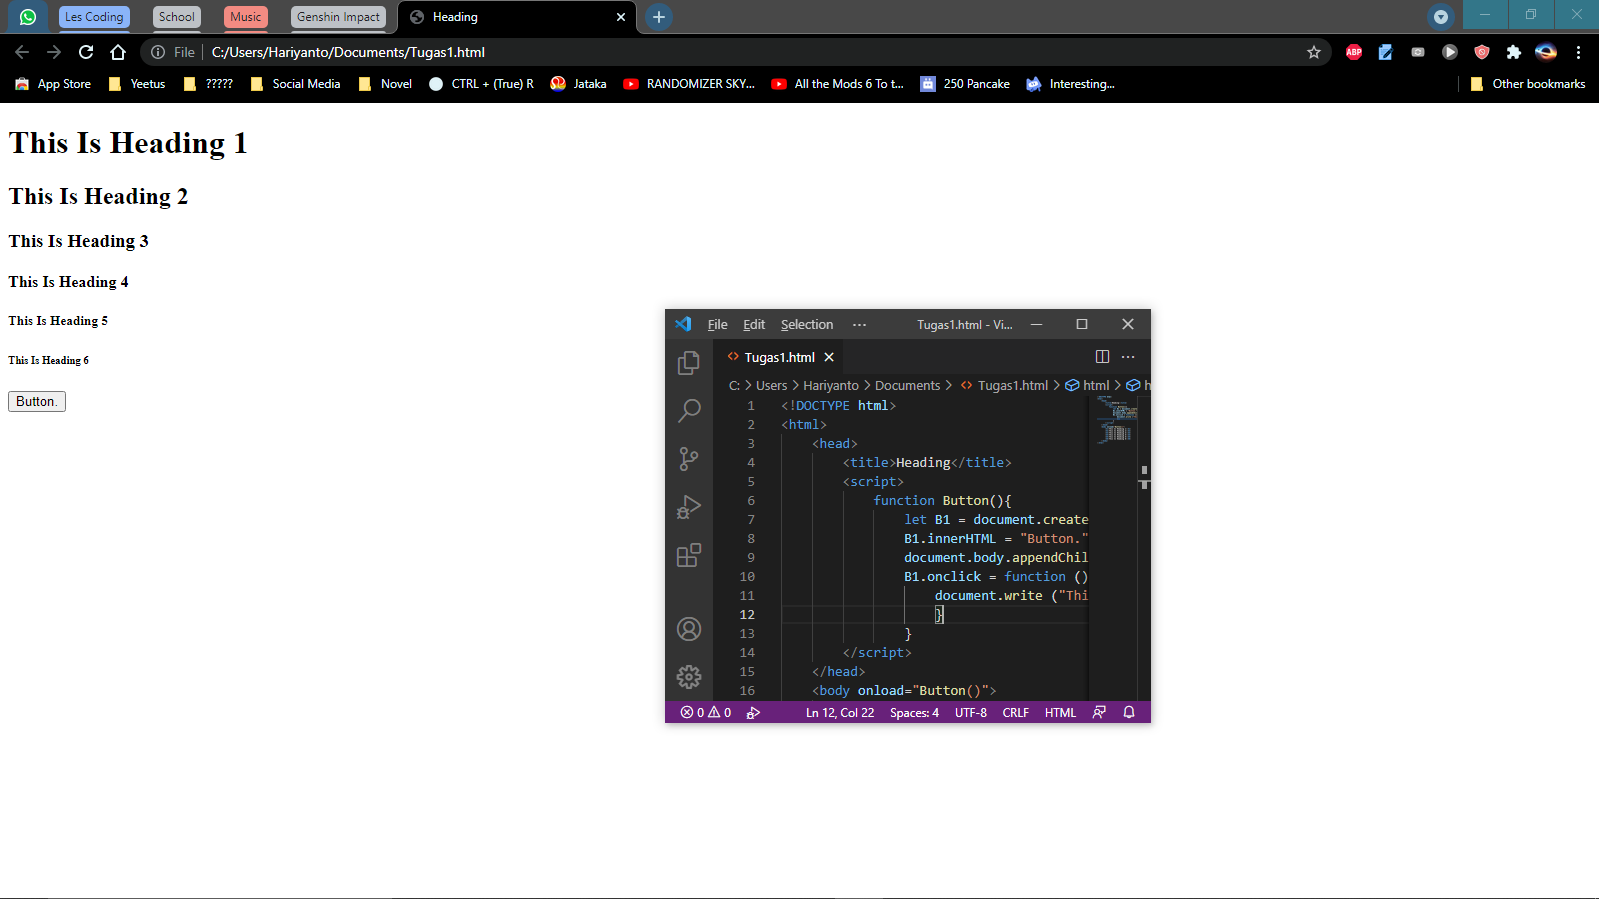 Les Coding School Music Genshin Impact Heading
File C:/Users/Hariyanto/Documents/Tugas1.html
App Store Yeetus ????? Social Media Novel CTRL + (True) R Jataka RANDOMIZER SKY... All the Mods 6 To t... 250 Pancake Interesting... Other bookmarks
This Is Heading 1
This Is Heading 2
This Is Heading 3
This Is Heading 4
This Is Heading 5
This Is Heading 6
Button.
File Edit Selection ... Tugas1.html - Vi...
Tugas1.html
C: > Users > Hariyanto > Documents > Tugas1.html > html > h
1 <!DOCTYPE html>
2 <html>
3 <head>
4 <title>Heading</title>
5 <script>
6 function Button(){
7 let B1 = document.create
8 B1.innerHTML = "Button."
9 document.body.appendChil
10 B1.onclick = function ()
11 document.write ("Thi
12 }
13 }
14 </script>
15 </head>
16 <body onload="Button()">
0 0 Ln 12, Col 22 Spaces: 4 UTF-8 CRLF HTML